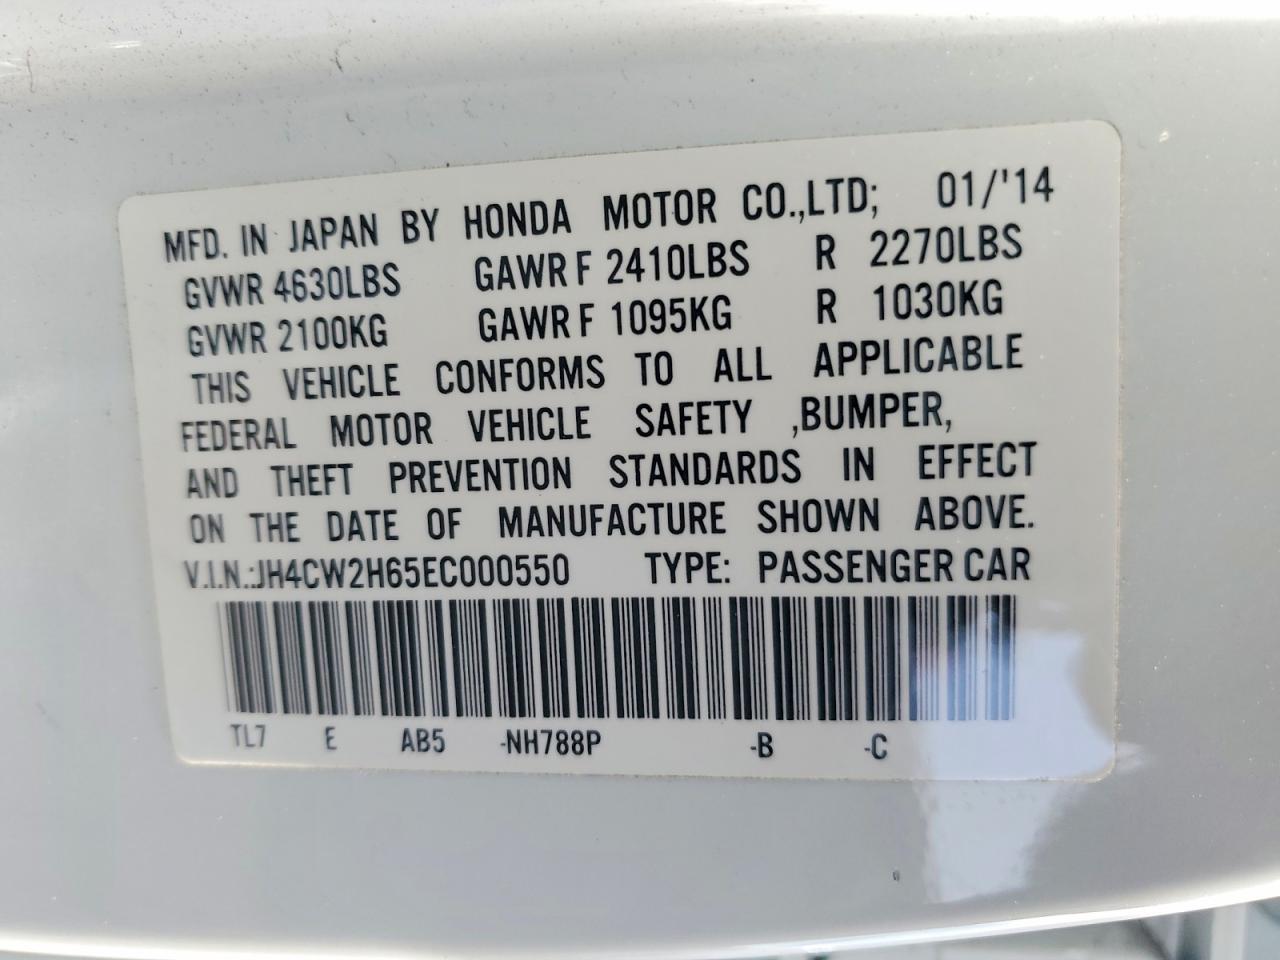 MFD. IN JAPAN BY HONDA MOTOR CO.,LTD; 01/'14
GVWR 4630LBS GAWR F 2410LBS R 2270LBS
GVWR 2100KG GAWR F 1095KG R 1030KG
THIS VEHICLE CONFORMS TO ALL APPLICABLE
FEDERAL MOTOR VEHICLE SAFETY ,BUMPER,
AND THEFT PREVENTION STANDARDS IN EFFECT
ON THE DATE OF MANUFACTURE SHOWN ABOVE.
V.I.N.:JH4CW2H65EC000550 TYPE: PASSENGER CAR
TL7 E AB5 -NH788P -B -C